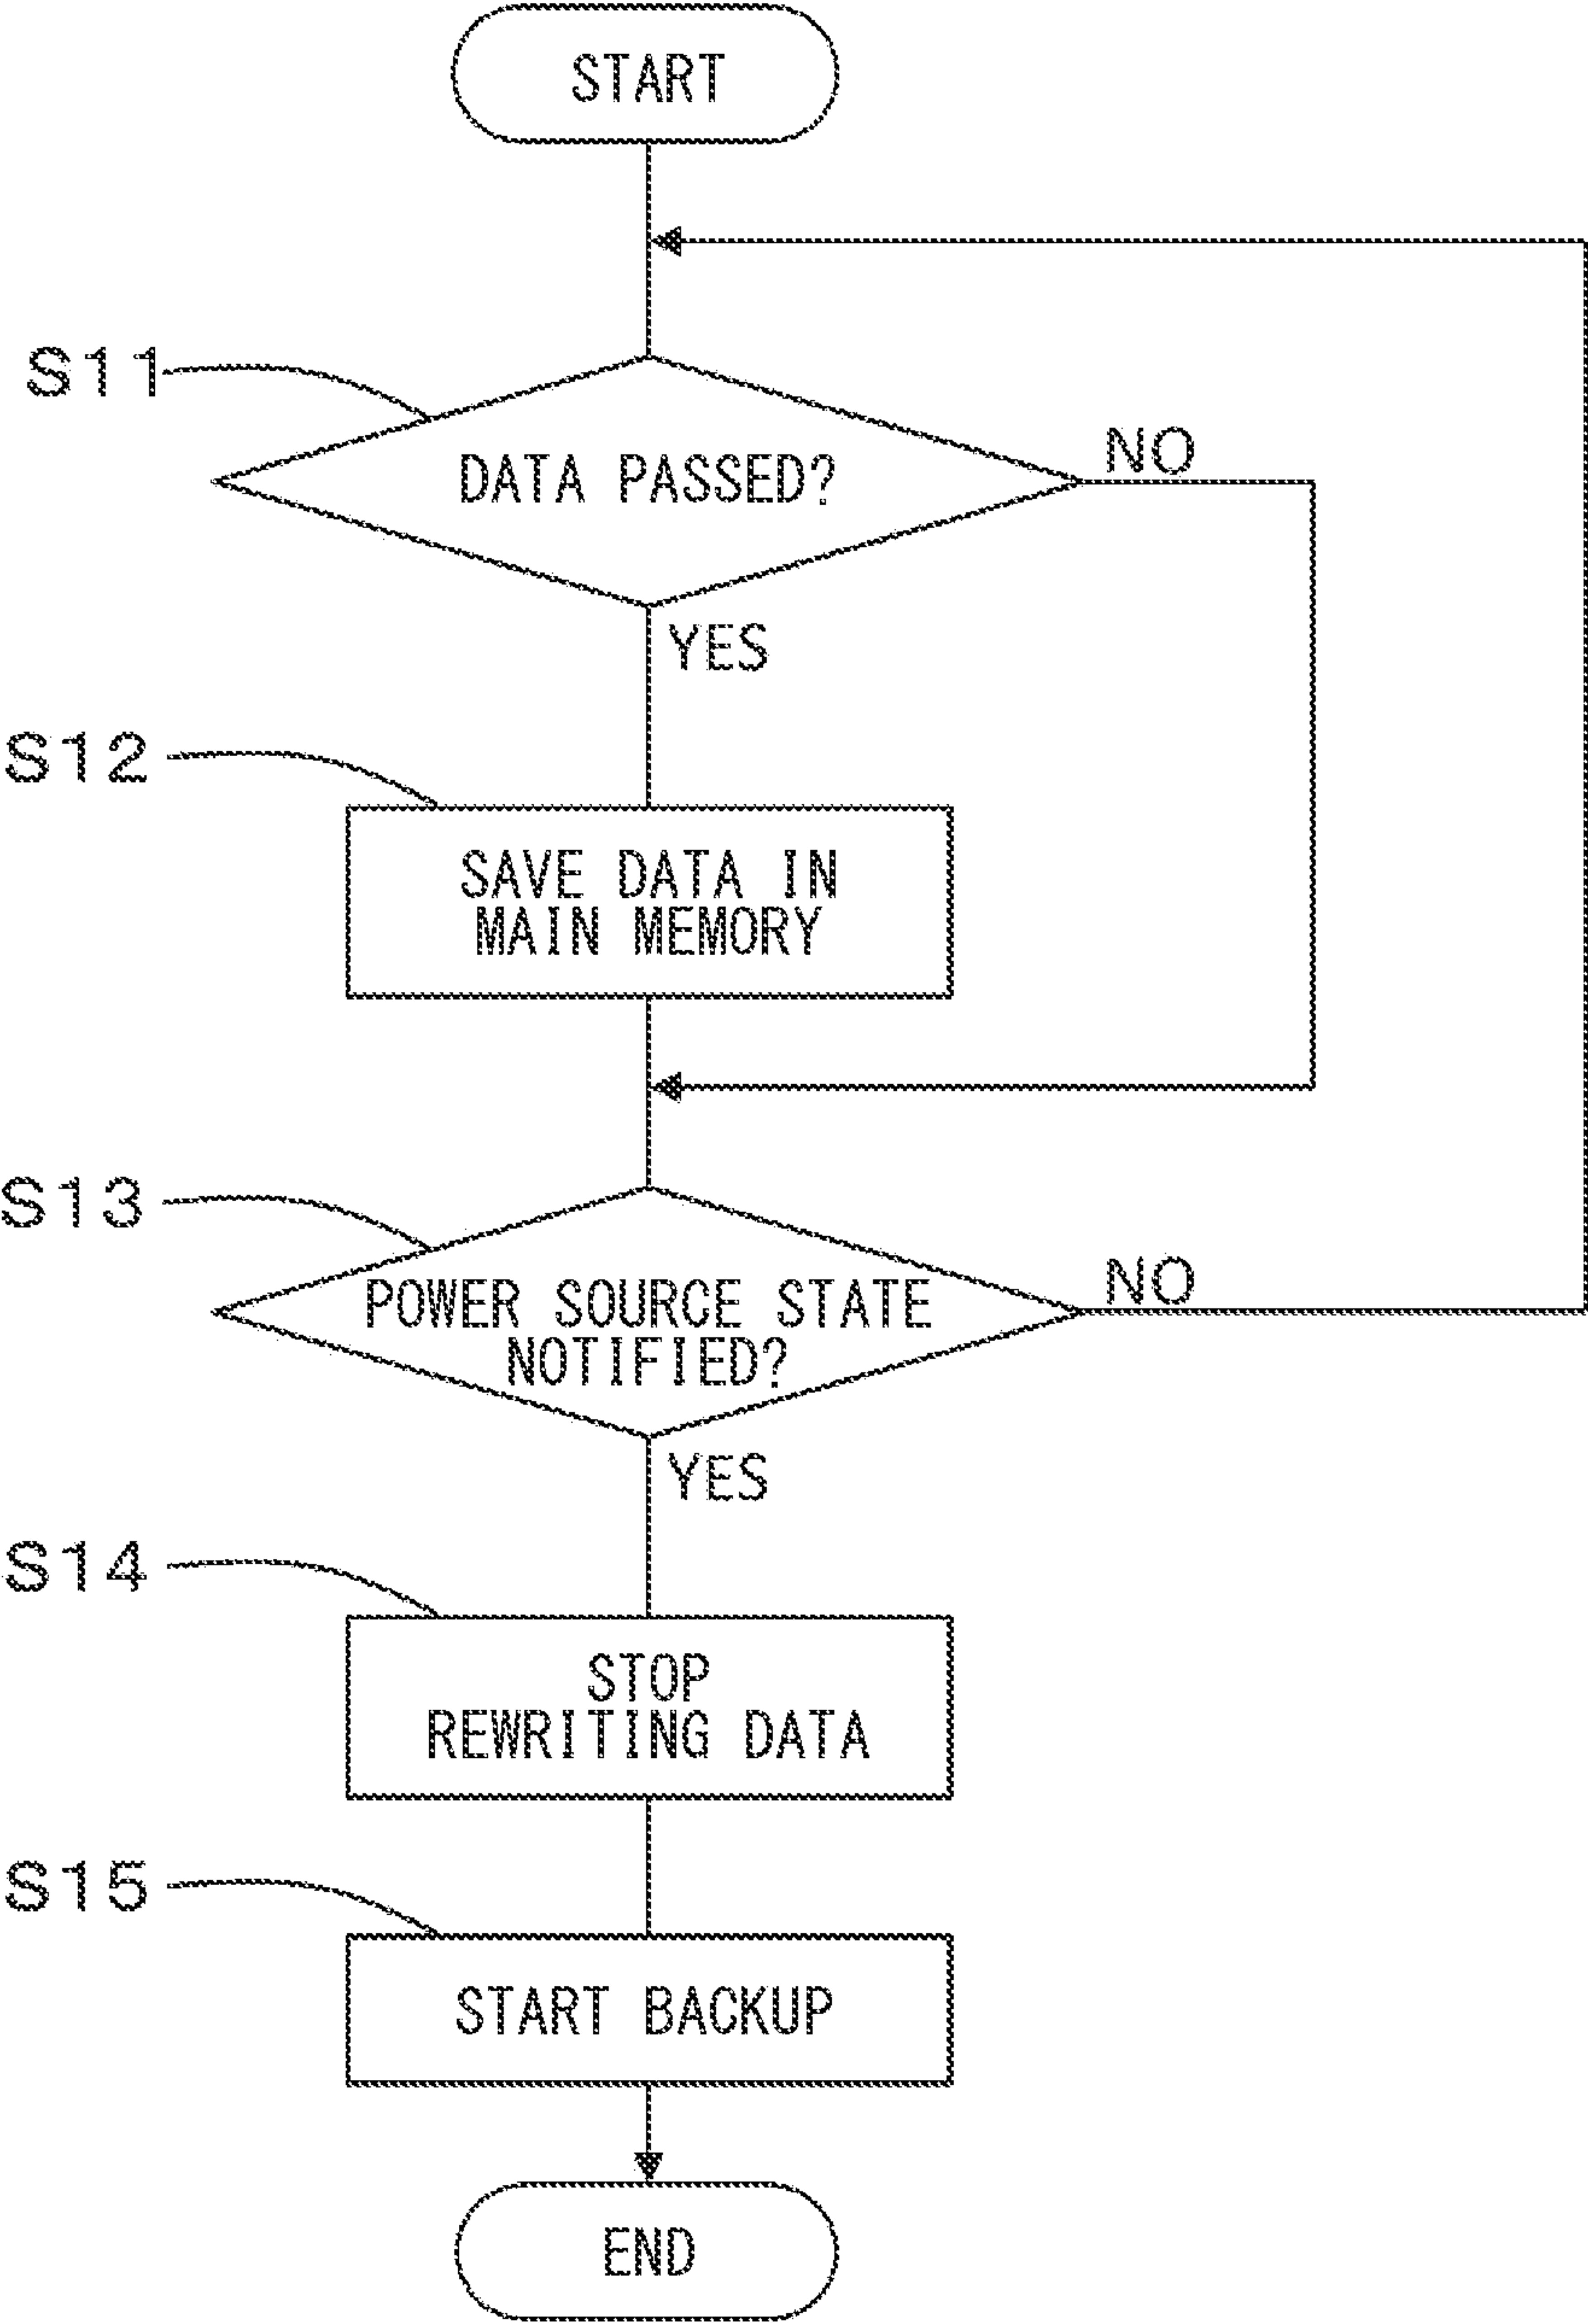 START
S11
DATA PASSED?
NO
YES
S12
SAVE DATA IN
MAIN MEMORY
S13
POWER SOURCE STATE
NOTIFIED?
NO
YES
S14
STOP
REWRITING DATA
S15
START BACKUP
END